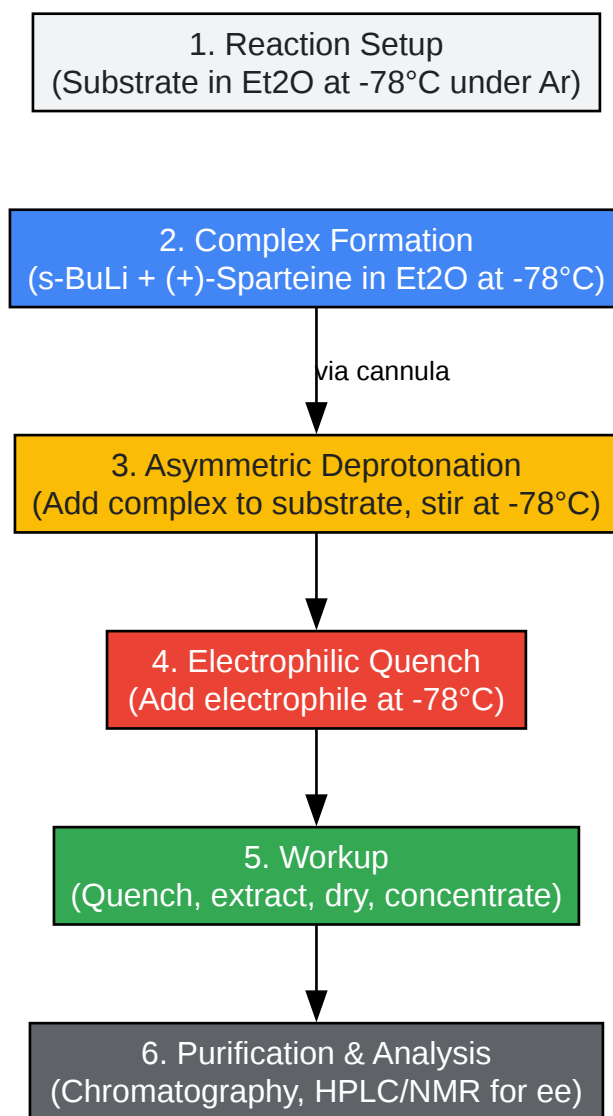 1. Reaction Setup
(Substrate in Et2O at -78°C under Ar)
2. Complex Formation
(s-BuLi + (+)-Sparteine in Et2O at -78°C)
via cannula
3. Asymmetric Deprotonation
(Add complex to substrate, stir at -78°C)
4. Electrophilic Quench
(Add electrophile at -78°C)
5. Workup
(Quench, extract, dry, concentrate)
6. Purification & Analysis
(Chromatography, HPLC/NMR for ee)